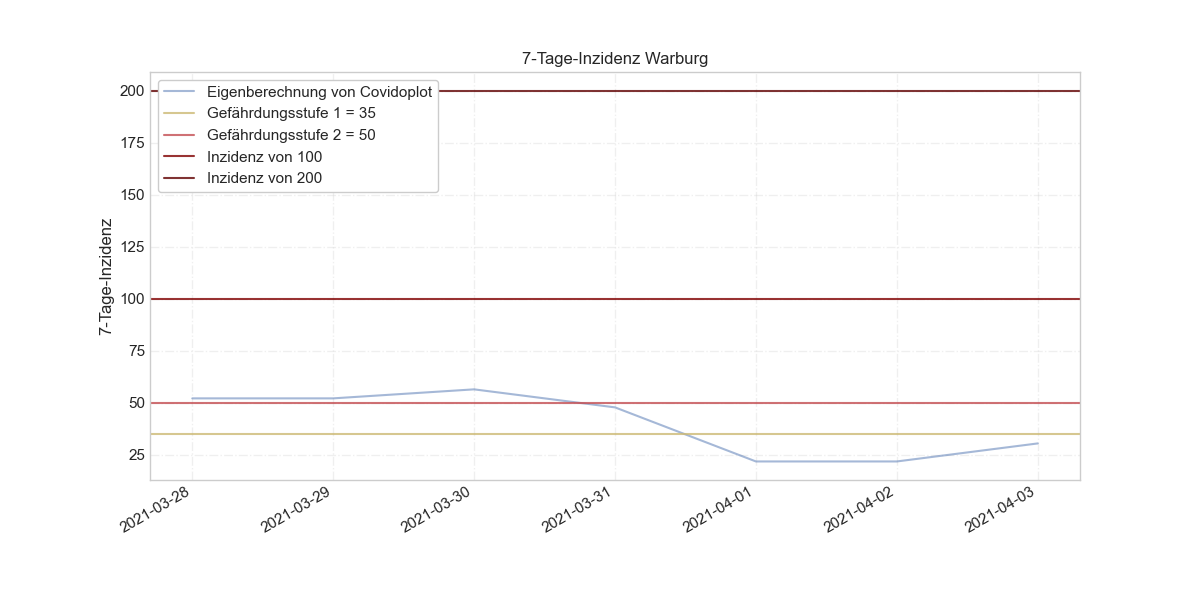 7-Tage-Inzidenz Warburg
Eigenberechnung von Covidoplot
Gefährdungsstufe 1 = 35
Gefährdungsstufe 2 = 50
Inzidenz von 100
Inzidenz von 200
7-Tage-Inzidenz
200
175
150
125
100
75
50
25
2021-03-28
2021-03-29
2021-03-30
2021-03-31
2021-04-01
2021-04-02
2021-04-03